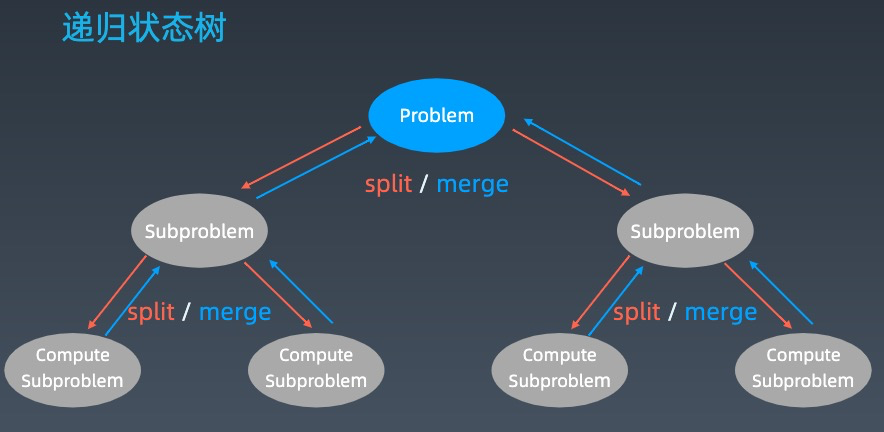 递归状态树
Problem
split / merge
Subproblem
Subproblem
split / merge
split / merge
Compute
Subproblem
Compute
Subproblem
Compute
Subproblem
Compute
Subproblem